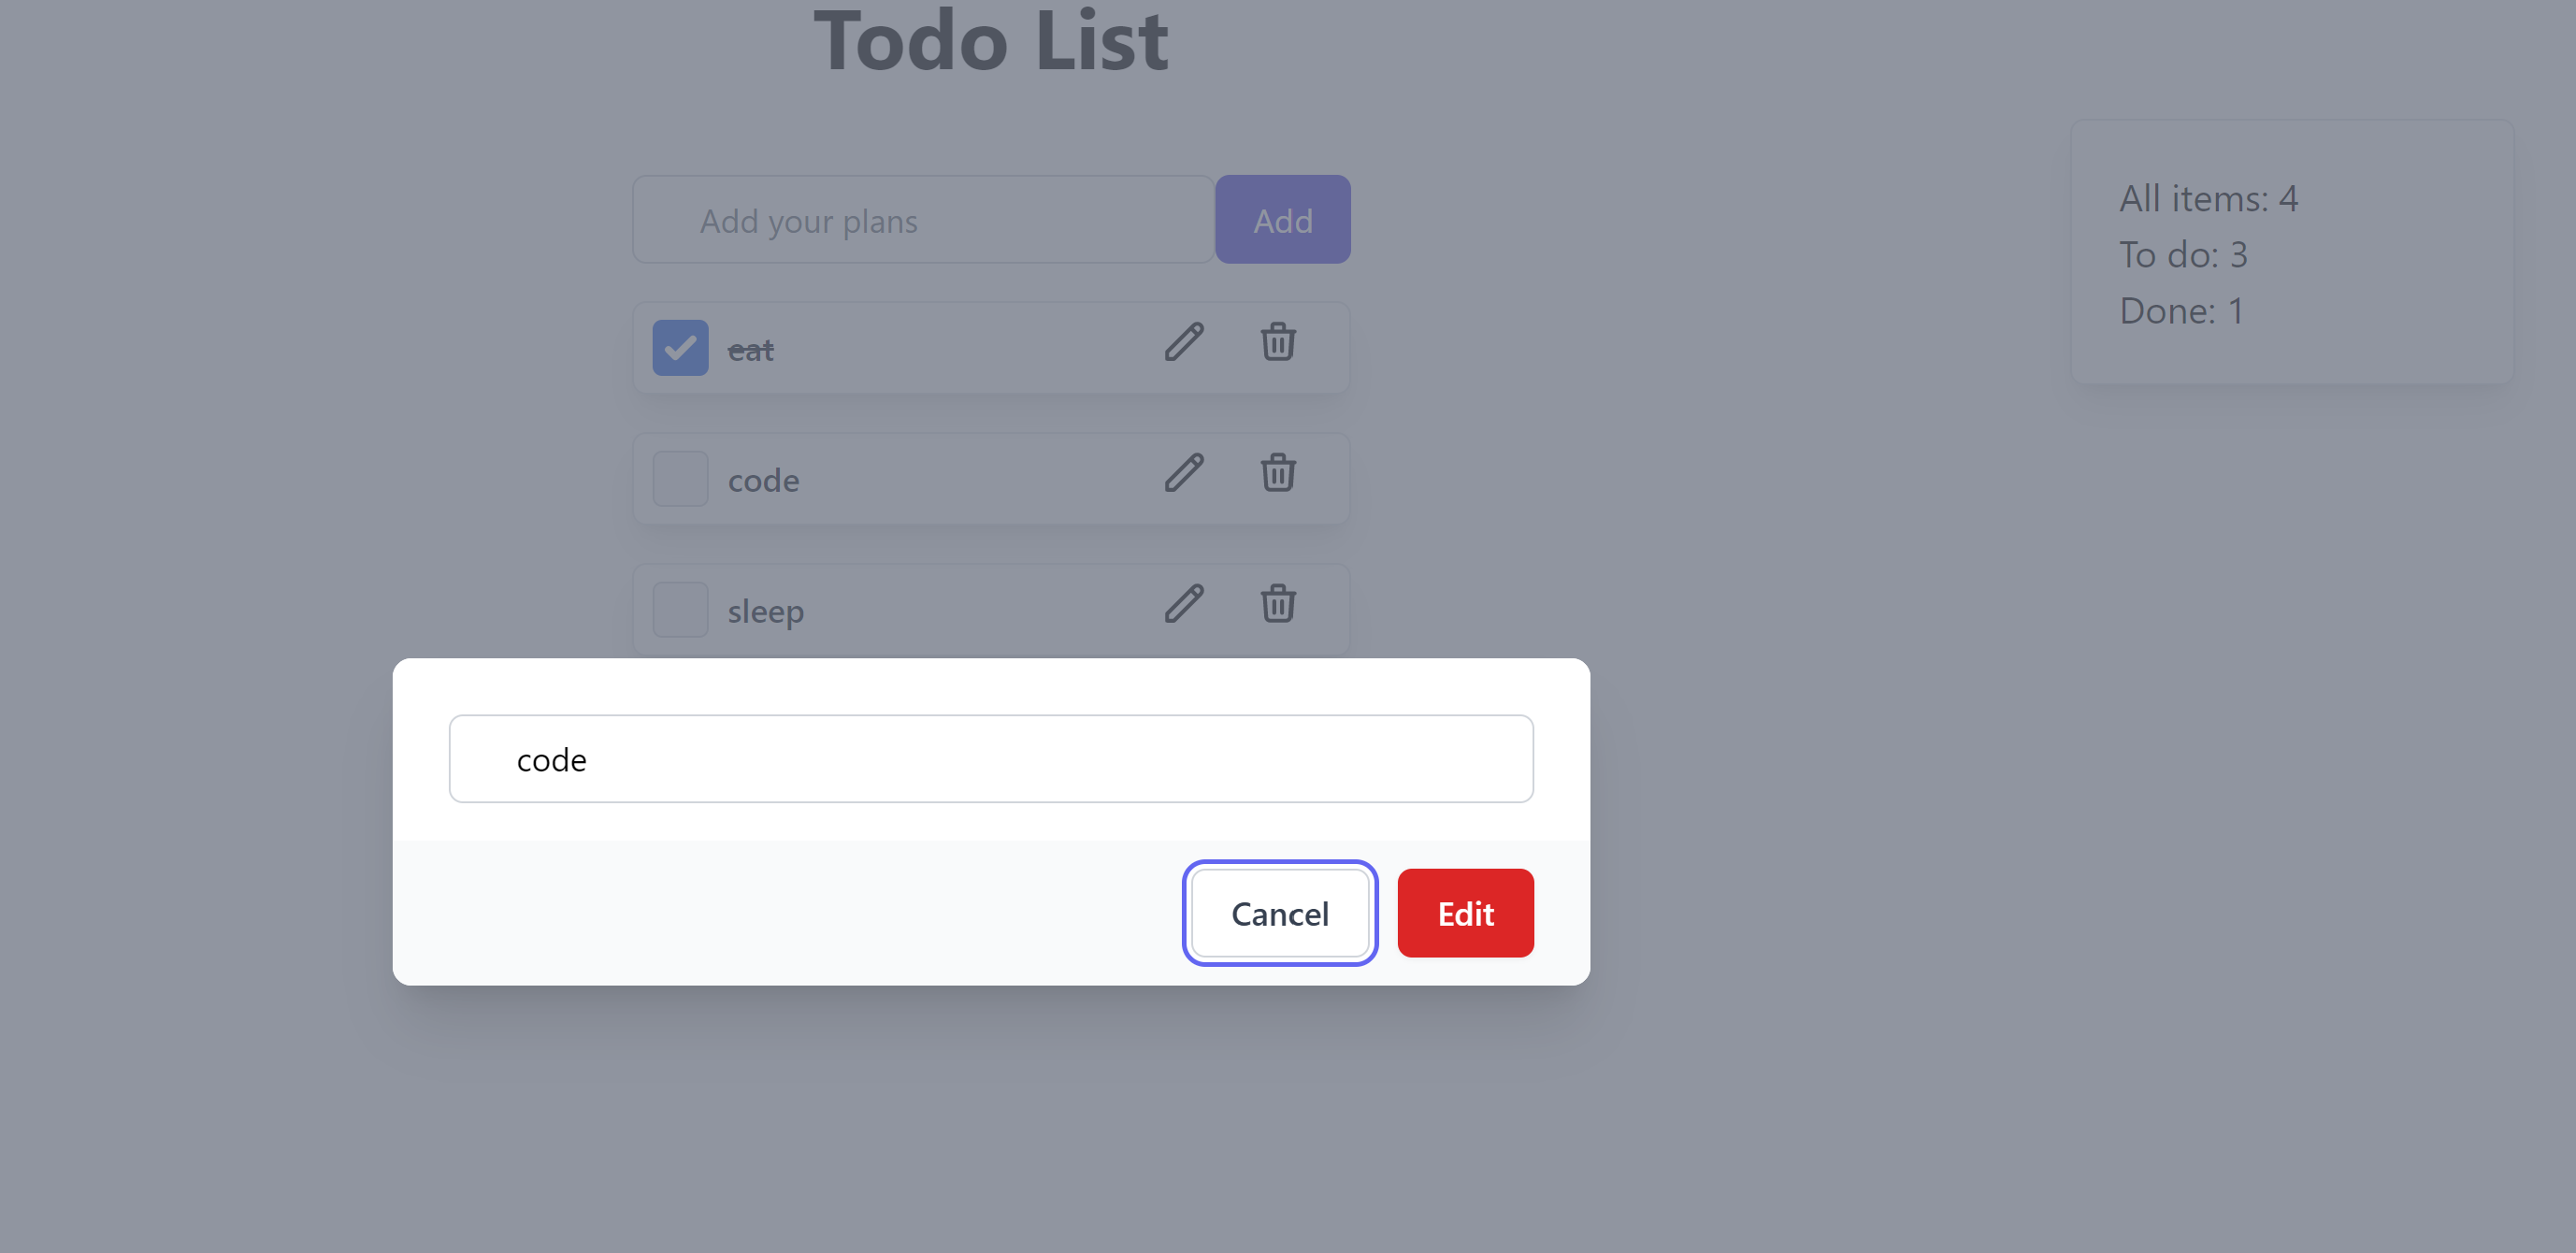 Todo List
Add your plans
Add
eat
code
sleep
All items: 4
To do: 3
Done: 1
code
Cancel
Edit